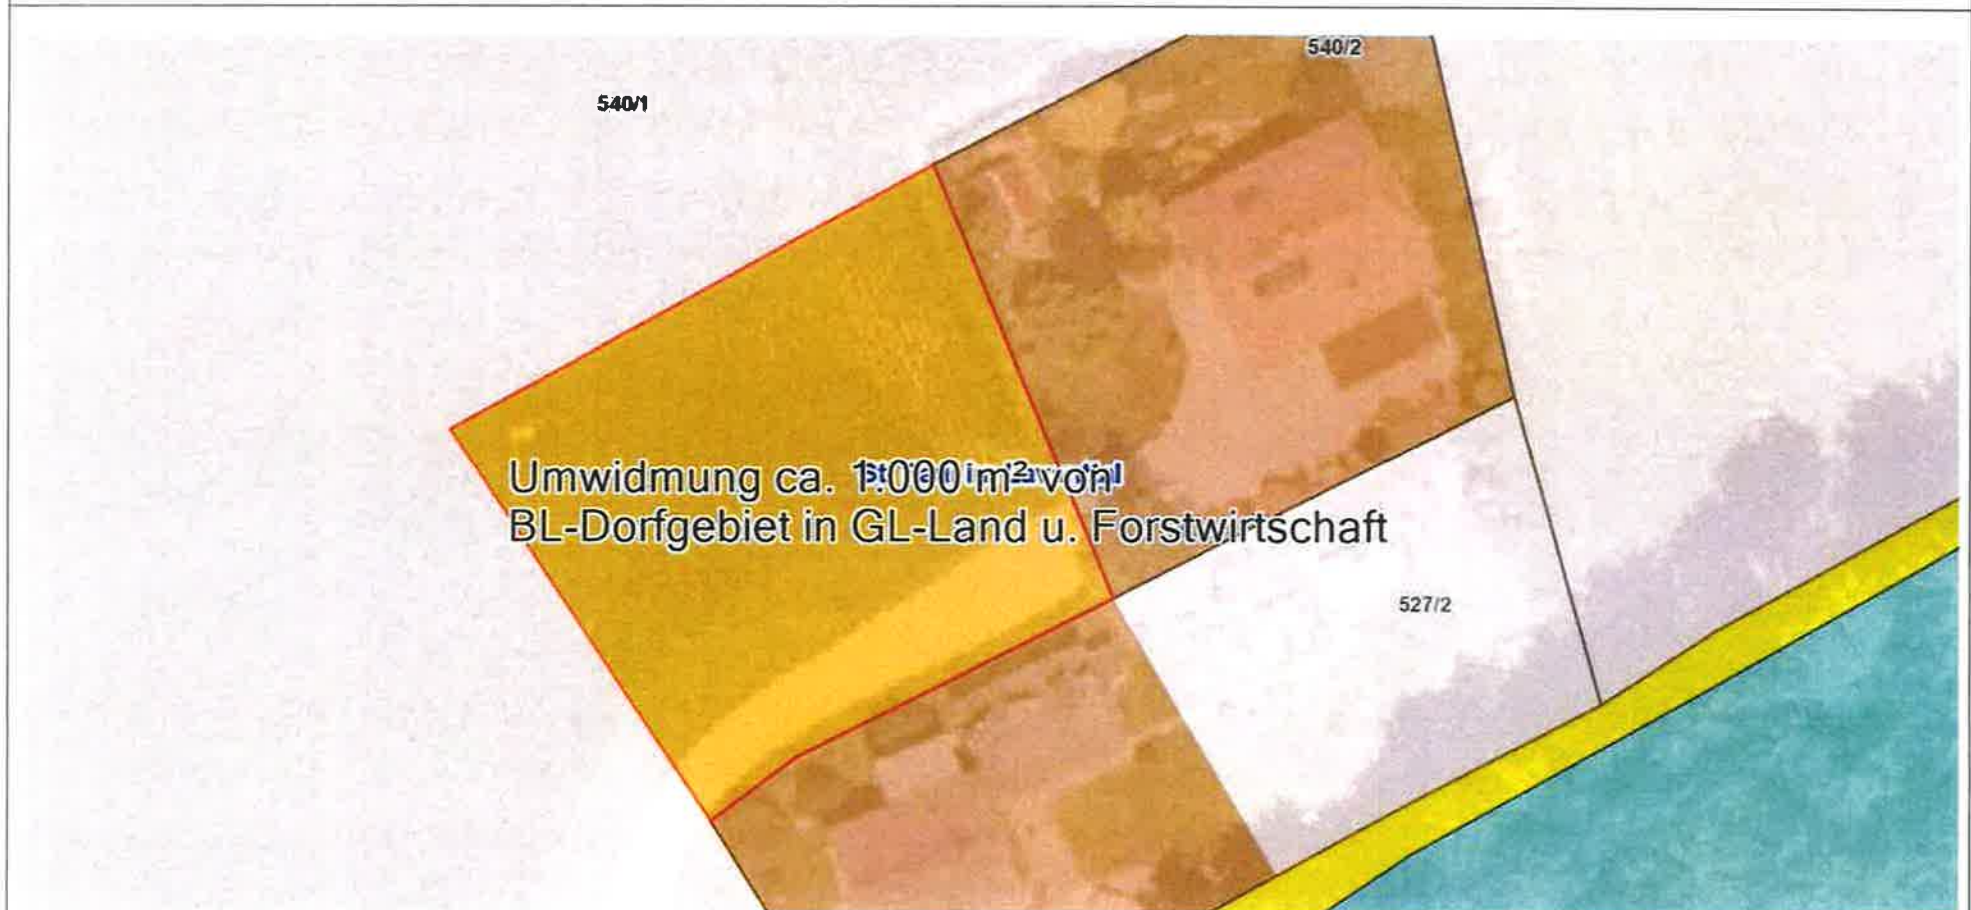 540/2
540/1
Umwidmung ca. 1.000 m² von
BL-Dorfgebiet in GL-Land u. Forstwirtschaft
527/2